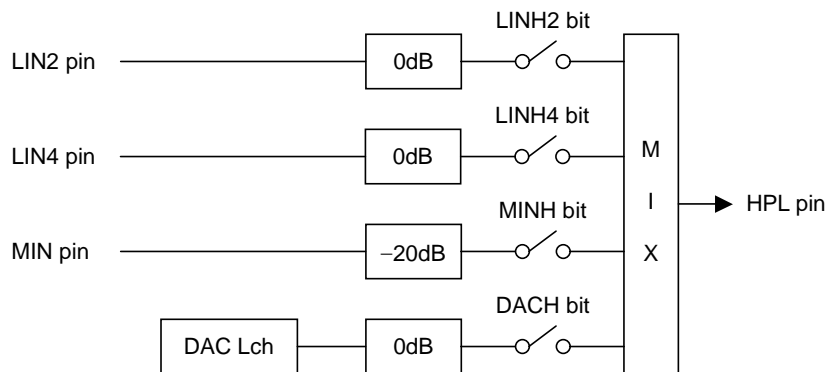 LINH2 bit
LIN2 pin 0dB
LINH4 bit
LIN4 pin 0dB
M
I
X
HPL pin
MINH bit
MIN pin −20dB
DACH bit
DAC Lch 0dB